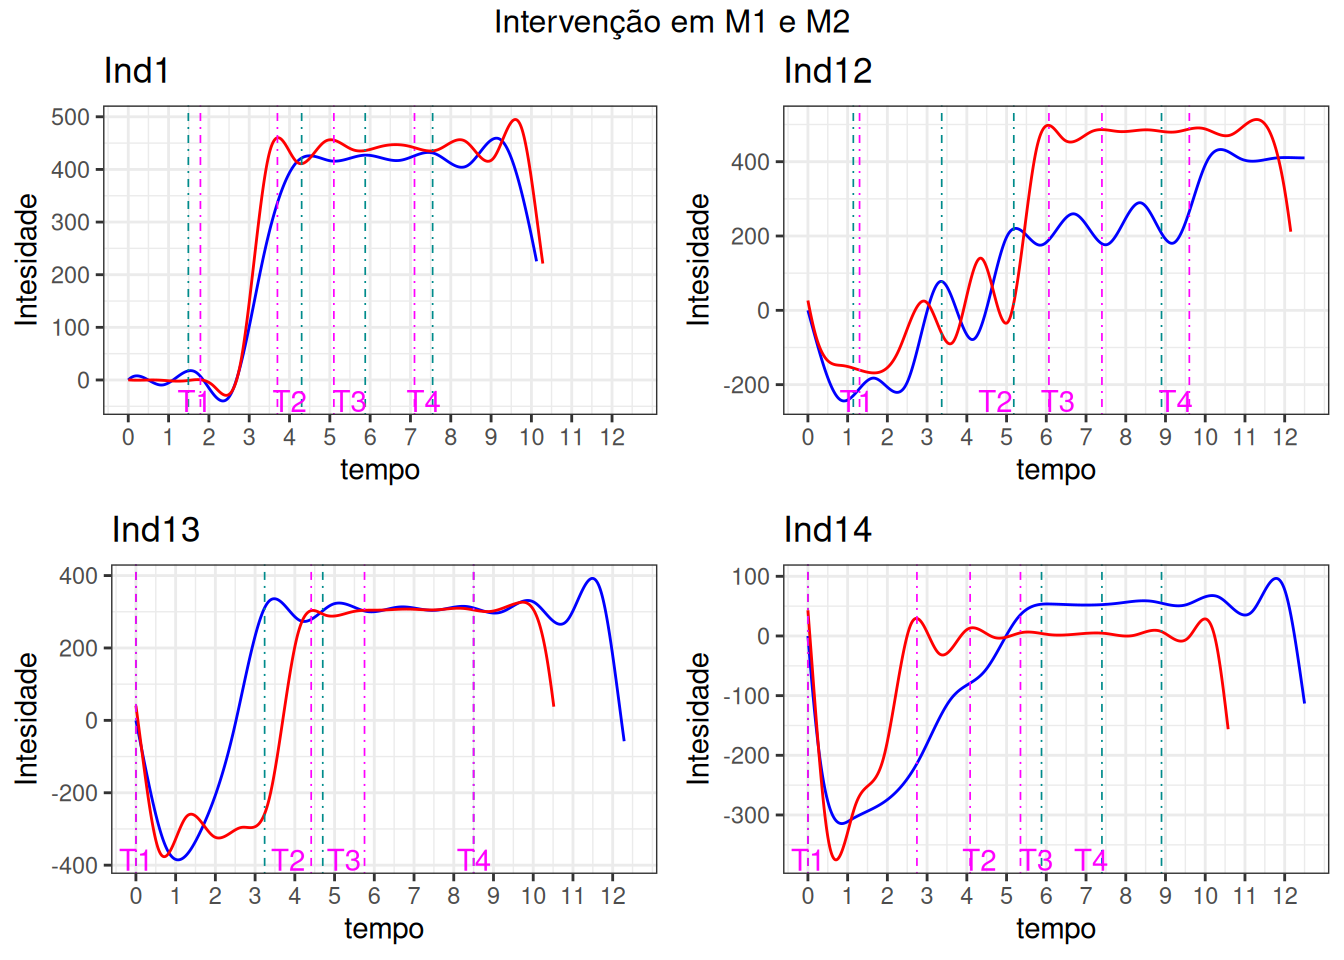 Intervenção em M1 e M2
Ind1
Intesidade
500
400
300
200
100
0
T1 T2 T3 T4
0 1 2 3 4 5 6 7 8 9 10 11 12
tempo
Ind12
Intesidade
400
200
0
-200
T1 T2 T3 T4
0 1 2 3 4 5 6 7 8 9 10 11 12
tempo
Ind13
Intesidade
400
200
0
-200
-400
T1 T2 T3 T4
0 1 2 3 4 5 6 7 8 9 10 11 12
tempo
Ind14
Intesidade
100
0
-100
-200
-300
T1 T2 T3 T4
0 1 2 3 4 5 6 7 8 9 10 11 12
tempo